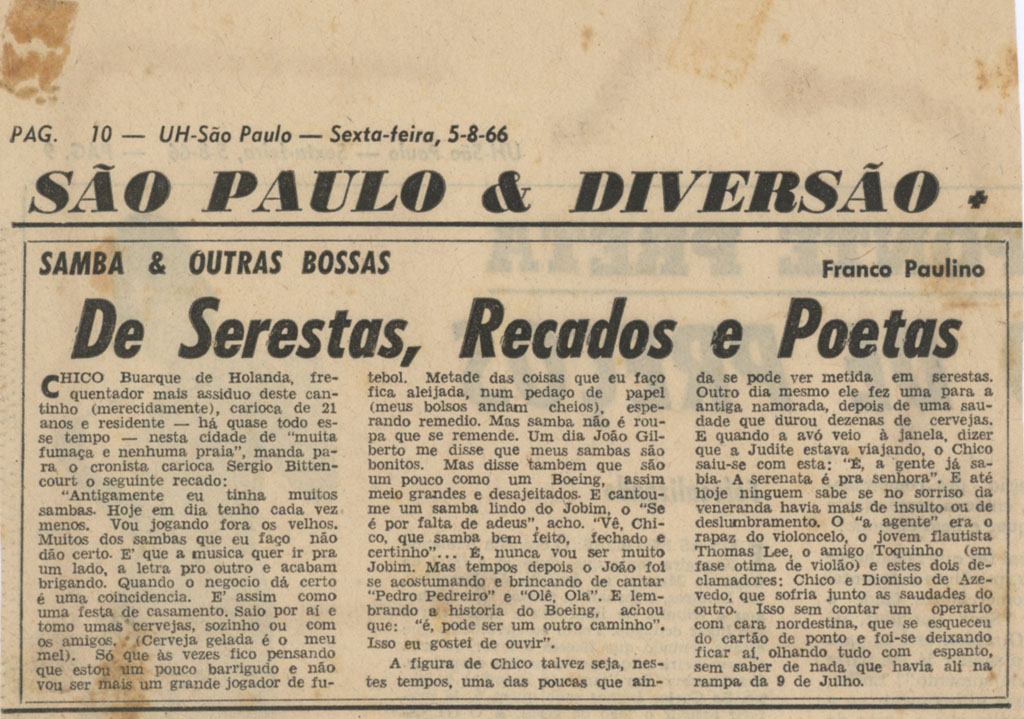 PAG. 10 — UH-São Paulo — Sexta-feira, 5-8-66
SÃO PAULO & DIVERSÃO +
SAMBA & OUTRAS BOSSAS
Franco Paulino
De Serestas, Recados e Poetas
CHICO Buarque de Holanda, fre-
quentador mais assiduo deste can-
tinho (merecidamente), carioca de 21
anos e residente — há quase todo es-
se tempo — nesta cidade de "muita
fumaça e nenhuma praia", manda pa-
ra o cronista carioca Sergio Bitten-
court o seguinte recado:
"Antigamente eu tinha muitos
sambas. Hoje em dia tenho cada vez
menos. Vou jogando fora os velhos.
Muitos dos sambas que eu faço não
dão certo. E' que a musica quer ir pra
um lado, a letra pro outro e acabam
brigando. Quando o negocio dá certo
é uma coincidencia. E' assim como
uma festa de casamento. Saio por aí e
tomo umas cervejas, sozinho ou com
os amigos. (Cerveja gelada é o meu
mel). Só que às vezes fico pensando
que estou um pouco barrigudo e não
vou ser mais um grande jogador de fu-
tebol. Metade das coisas que eu faço
fica aleijada, num pedaço de papel
(meus bolsos andam cheios), espe-
rando remedio. Mas samba não é rou-
pa que se remende. Um dia João Gil-
berto me disse que meus sambas são
bonitos. Mas disse tambem que são
um pouco como um Boeing, assim
meio grandes e desajeitados. E cantou-
me um samba lindo do Jobim, o "Se
é por falta de adeus", acho. "Vê, Chi-
co, que samba bem feito, fechado e
certinho"... É, nunca vou ser muito
Jobim. Mas tempos depois o João foi
se acostumando e brincando de cantar
"Pedro Pedreiro" e "Olê, Ola". E lem-
brando a historia do Boeing, achou
que: "é, pode ser um outro caminho".
Isso eu gostei de ouvir".
A figura de Chico talvez seja, nes-
tes tempos, uma das poucas que ain-
da se pode ver metida em serestas.
Outro dia mesmo ele fez uma para a
antiga namorada, depois de uma sau-
dade que durou dezenas de cervejas.
E quando a avó veio à janela, dizer
que a Judite estava viajando, o Chico
saiu-se com esta: "É, a gente já sa-
bia. A serenata é pra senhora". E até
hoje ninguem sabe se no sorriso da
veneranda havia mais de insulto ou de
deslumbramento. O "a agente" era o
rapaz do violoncelo, o jovem flautista
Thomas Lee, o amigo Toquinho (em
fase otima de violão) e estes dois de-
clamadores: Chico e Dionisio de Aze-
vedo, que sofria junto as saudades do
outro. Isso sem contar um operario
com cara nordestina, que se esqueceu
do cartão de ponto e foi-se deixando
ficar aí, olhando tudo com espanto,
sem saber de nada que havia ali na
rampa da 9 de Julho.